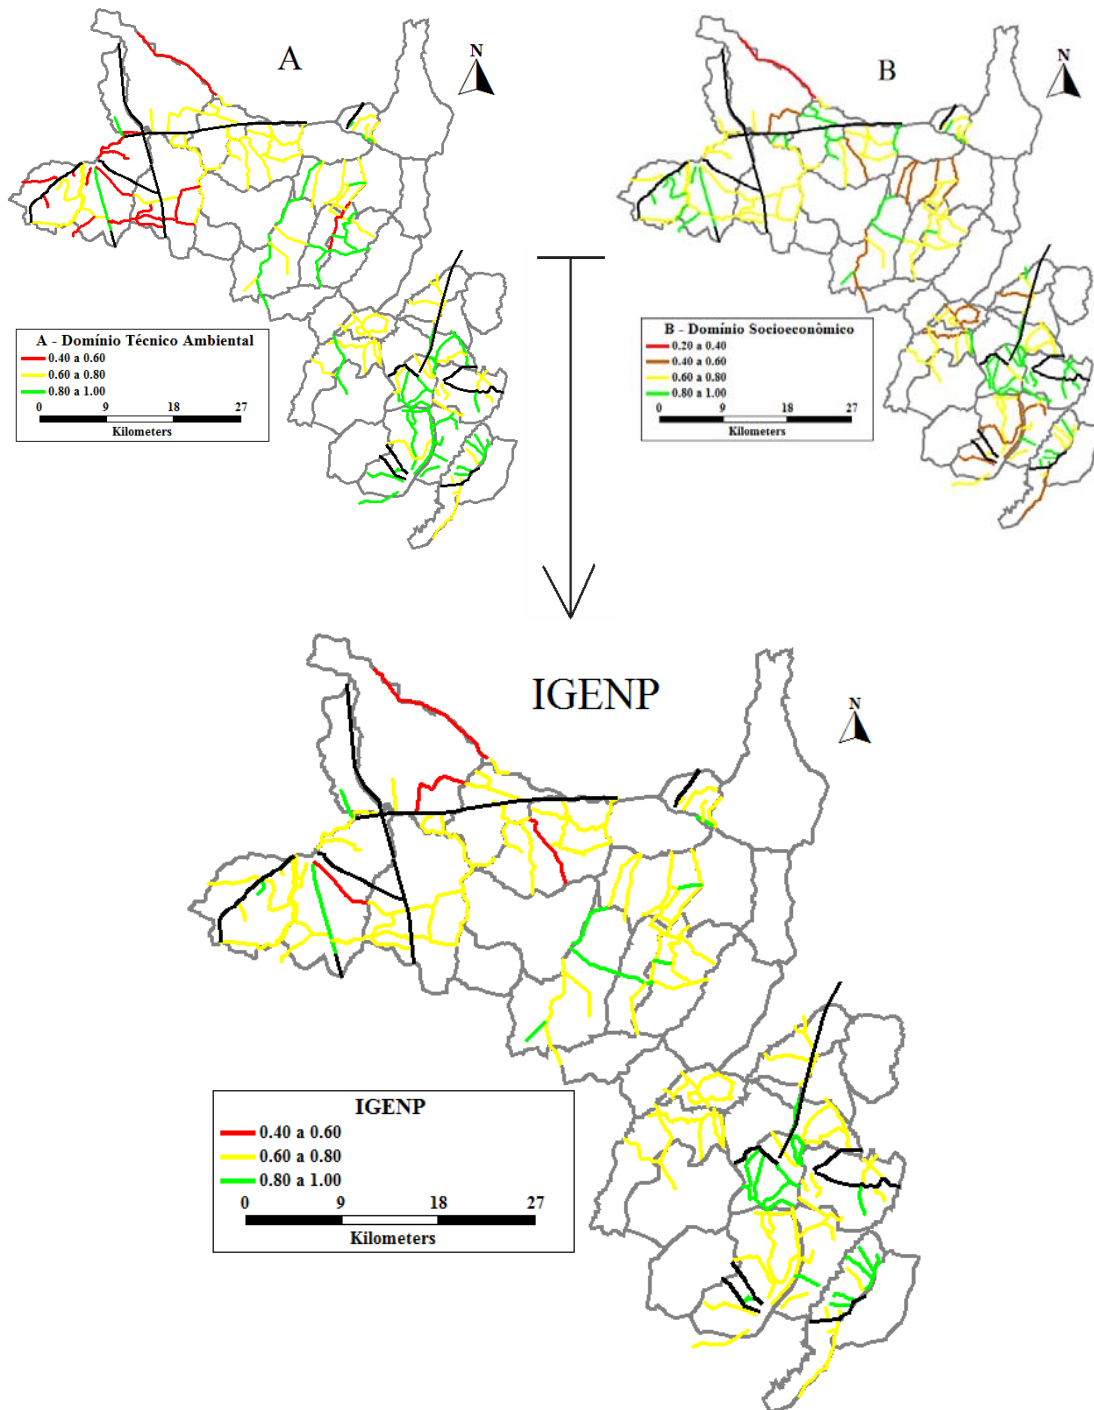 A
N
A - Domínio Técnico Ambiental
0.40 a 0.60
0.60 a 0.80
0.80 a 1.00
0 9 18 27
Kilometers
B
N
B - Domínio Socioeconômico
0.20 a 0.40
0.40 a 0.60
0.60 a 0.80
0.80 a 1.00
0 9 18 27
Kilometers
IGENP
N
IGENP
0.40 a 0.60
0.60 a 0.80
0.80 a 1.00
0 9 18 27
Kilometers